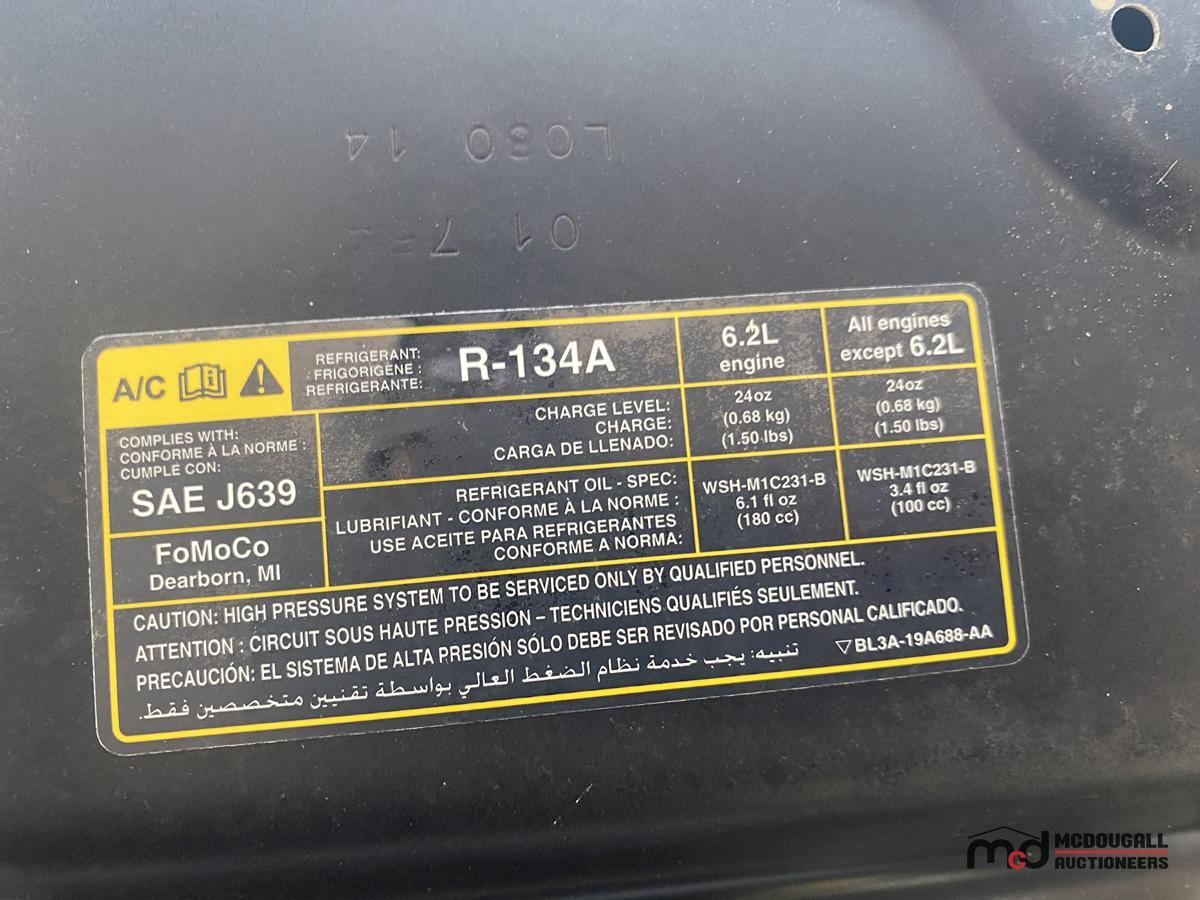 L080 14
01 7
A/C
REFRIGERANT:
FRIGORIGÈNE :
REFRIGERANTE:
R-134A
6.2L
engine
All engines
except 6.2L
COMPLIES WITH:
CONFORME À LA NORME :
CUMPLE CON:
SAE J639
CHARGE LEVEL:
CHARGE:
CARGA DE LLENADO:
24oz
(0.68 kg)
(1.50 lbs)
24oz
(0.68 kg)
(1.50 lbs)
FoMoCo
Dearborn, MI
REFRIGERANT OIL - SPEC:
LUBRIFIANT - CONFORME À LA NORME :
USE ACEITE PARA REFRIGERANTES
CONFORME A NORMA:
WSH-M1C231-B
6.1 fl oz
(180 cc)
WSH-M1C231-B
3.4 fl oz
(100 cc)
CAUTION: HIGH PRESSURE SYSTEM TO BE SERVICED ONLY BY QUALIFIED PERSONNEL.
ATTENTION : CIRCUIT SOUS HAUTE PRESSION – TECHNICIENS QUALIFIÉS SEULEMENT.
PRECAUCIÓN: EL SISTEMA DE ALTA PRESIÓN SÓLO DEBE SER REVISADO POR PERSONAL CALIFICADO.
تنبيه: يجب خدمة نظام الضغط العالي بواسطة تقنيين متخصصين فقط.
▽BL3A-19A688-AA
mcd MCDOUGALL
AUCTIONEERS